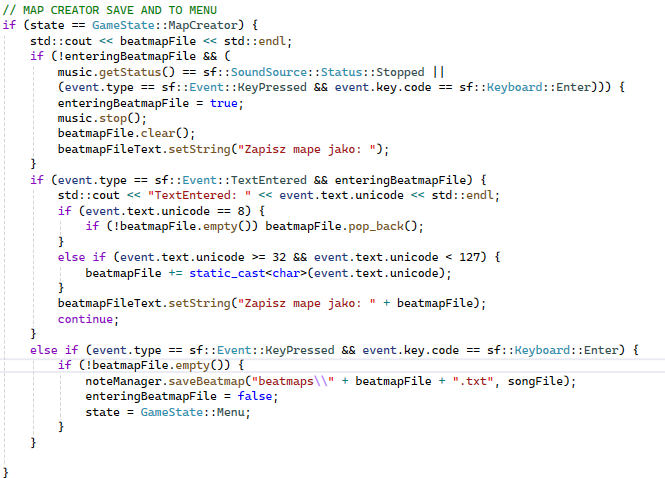 // MAP CREATOR SAVE AND TO MENU
if (state == GameState::MapCreator) {
    std::cout << beatmapFile << std::endl;
    if (!enteringBeatmapFile && (
        music.getStatus() == sf::SoundSource::Status::Stopped ||
        (event.type == sf::Event::KeyPressed && event.key.code == sf::Keyboard::Enter))) {
        enteringBeatmapFile = true;
        music.stop();
        beatmapFile.clear();
        beatmapFileText.setString("Zapisz mape jako: ");
    }
    if (event.type == sf::Event::TextEntered && enteringBeatmapFile) {
        std::cout << "TextEntered: " << event.text.unicode << std::endl;
        if (event.text.unicode == 8) {
            if (!beatmapFile.empty()) beatmapFile.pop_back();
        }
        else if (event.text.unicode >= 32 && event.text.unicode < 127) {
            beatmapFile += static_cast<char>(event.text.unicode);
        }
        beatmapFileText.setString("Zapisz mape jako: " + beatmapFile);
        continue;
    }
    else if (event.type == sf::Event::KeyPressed && event.key.code == sf::Keyboard::Enter) {
        if (!beatmapFile.empty()) {
            noteManager.saveBeatmap("beatmaps\\" + beatmapFile + ".txt", songFile);
            enteringBeatmapFile = false;
            state = GameState::Menu;
        }
    }

}